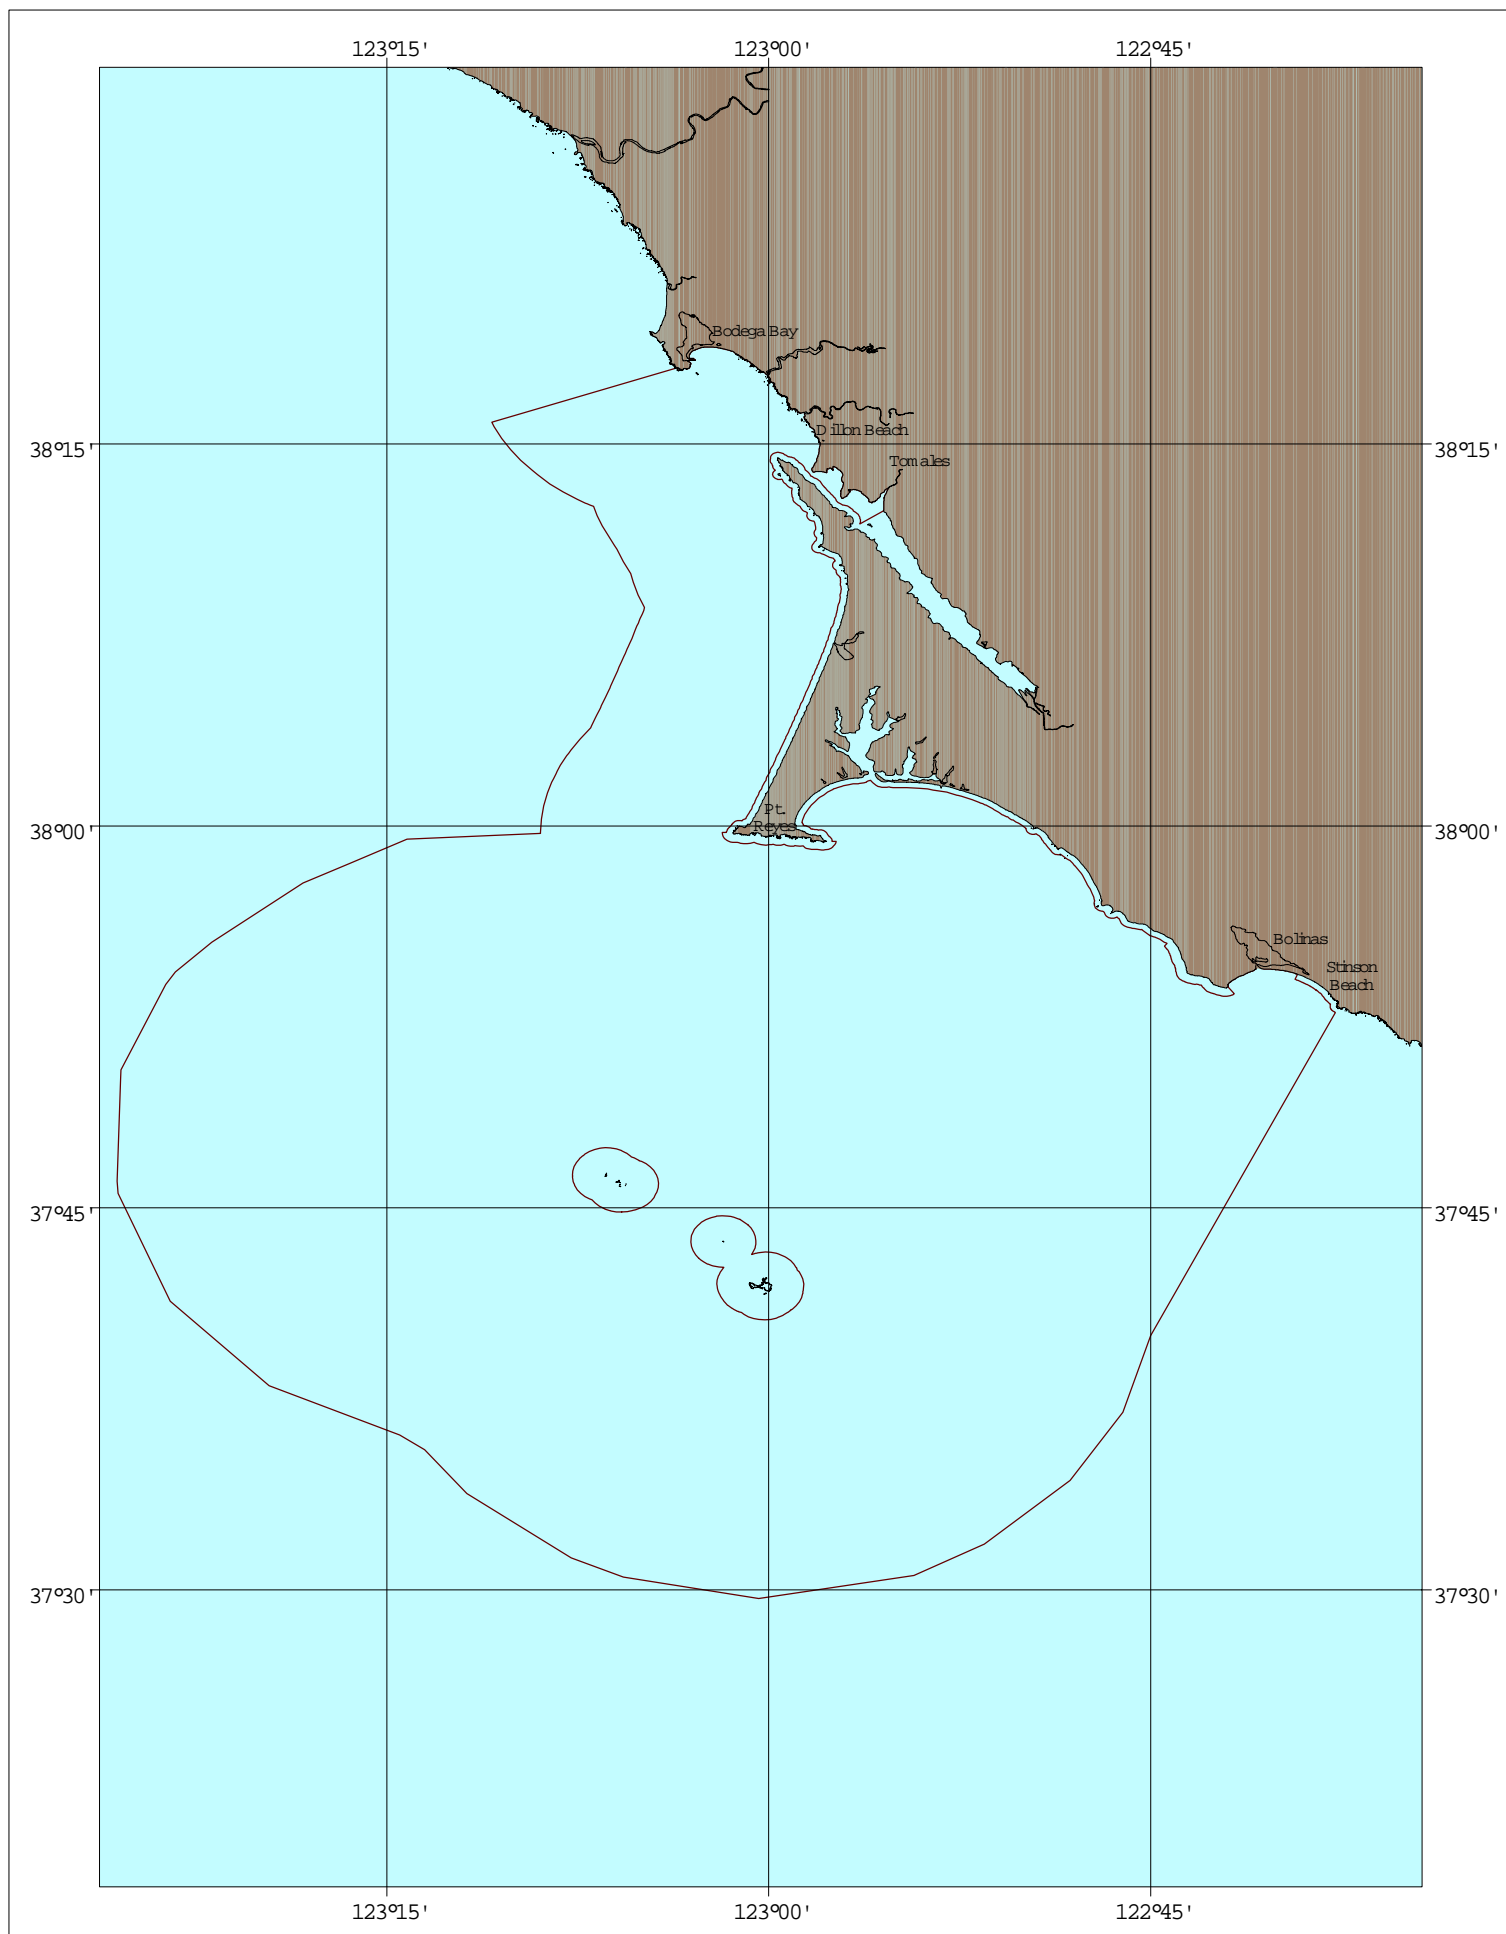 123°15' 123°00' 122°45'
Bodega Bay
Dillon Beach
38°15' 38°15'
Tomales
Pt.
Reyes
38°00' 38°00'
Bolinas
Stinson
Beach
37°45' 37°45'
37°30' 37°30'
123°15' 123°00' 122°45'